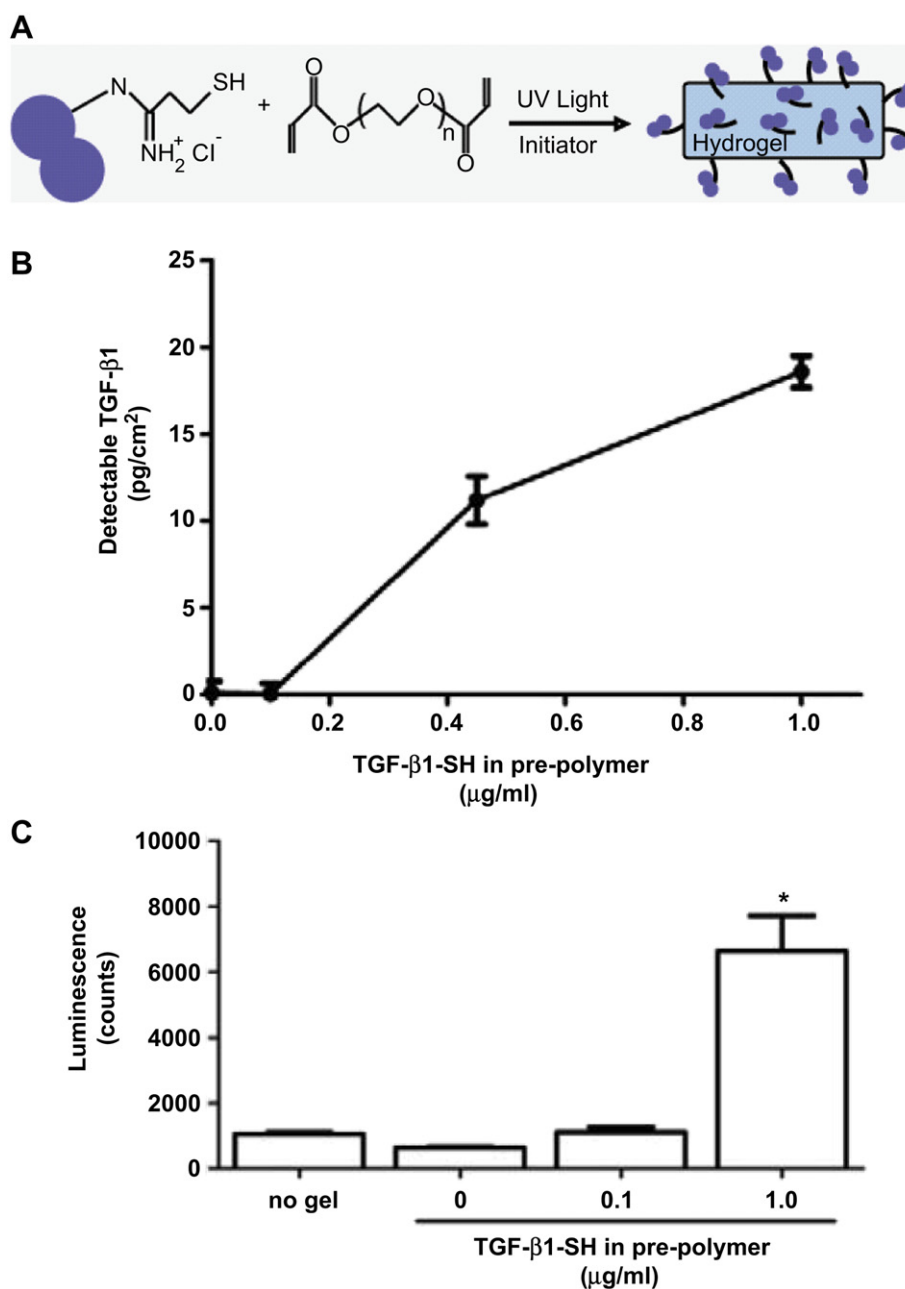 A
N
SH
NH₂⁺ Cl⁻
+
O
O
O
n
O
O
UV Light
Initiator
Hydrogel
B
Detectable TGF-β1
(pg/cm²)
25
20
15
10
5
0
0.0 0.2 0.4 0.6 0.8 1.0
TGF-β1-SH in pre-polymer
(μg/ml)
C
Luminescence
(counts)
10000
8000
6000
4000
2000
0
*
no gel 0 0.1 1.0
TGF-β1-SH in pre-polymer
(μg/ml)